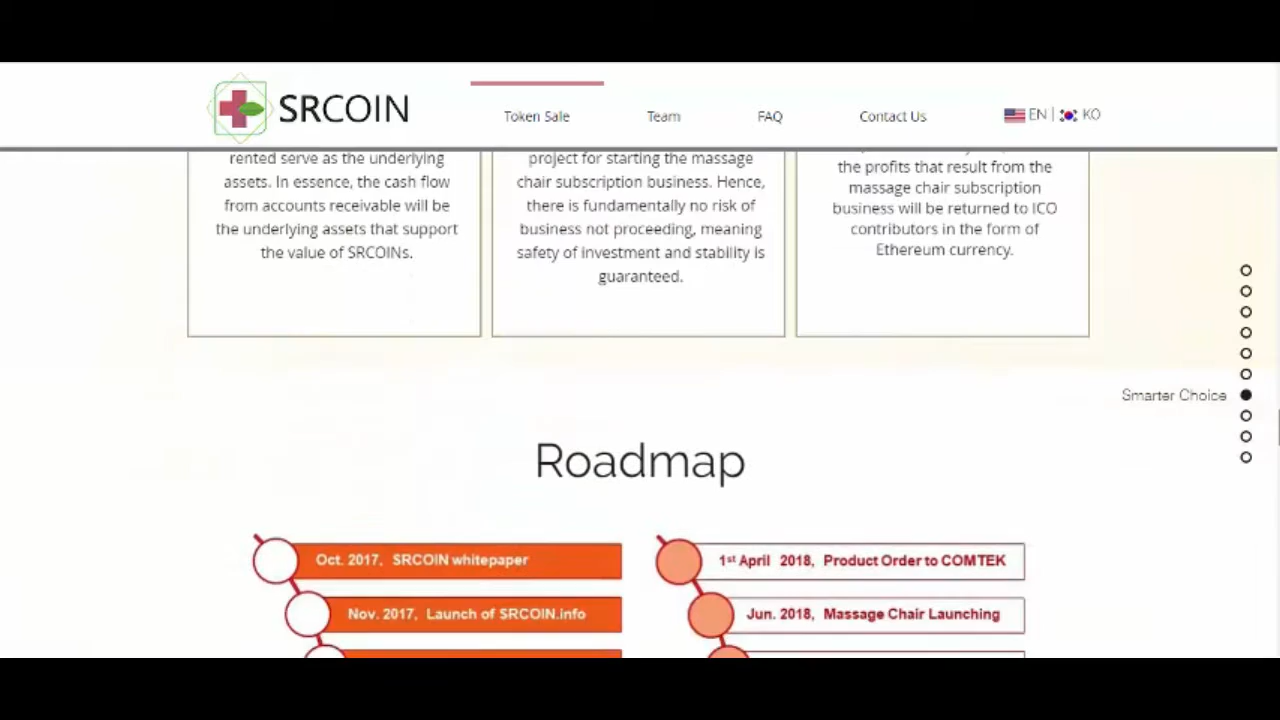 SRCOIN
Token Sale
Team
FAQ
Contact Us
EN | KO
rented serve as the underlying
assets. In essence, the cash flow
from accounts receivable will be
the underlying assets that support
the value of SRCOINs.
project for starting the massage
chair subscription business. Hence,
there is fundamentally no risk of
business not proceeding, meaning
safety of investment and stability is
guaranteed.
the profits that result from the
massage chair subscription
business will be returned to ICO
contributors in the form of
Ethereum currency.
Smarter Choice
Roadmap
Oct. 2017, SRCOIN whitepaper
Nov. 2017, Launch of SRCOIN.info
1st April 2018, Product Order to COMTEK
Jun. 2018, Massage Chair Launching